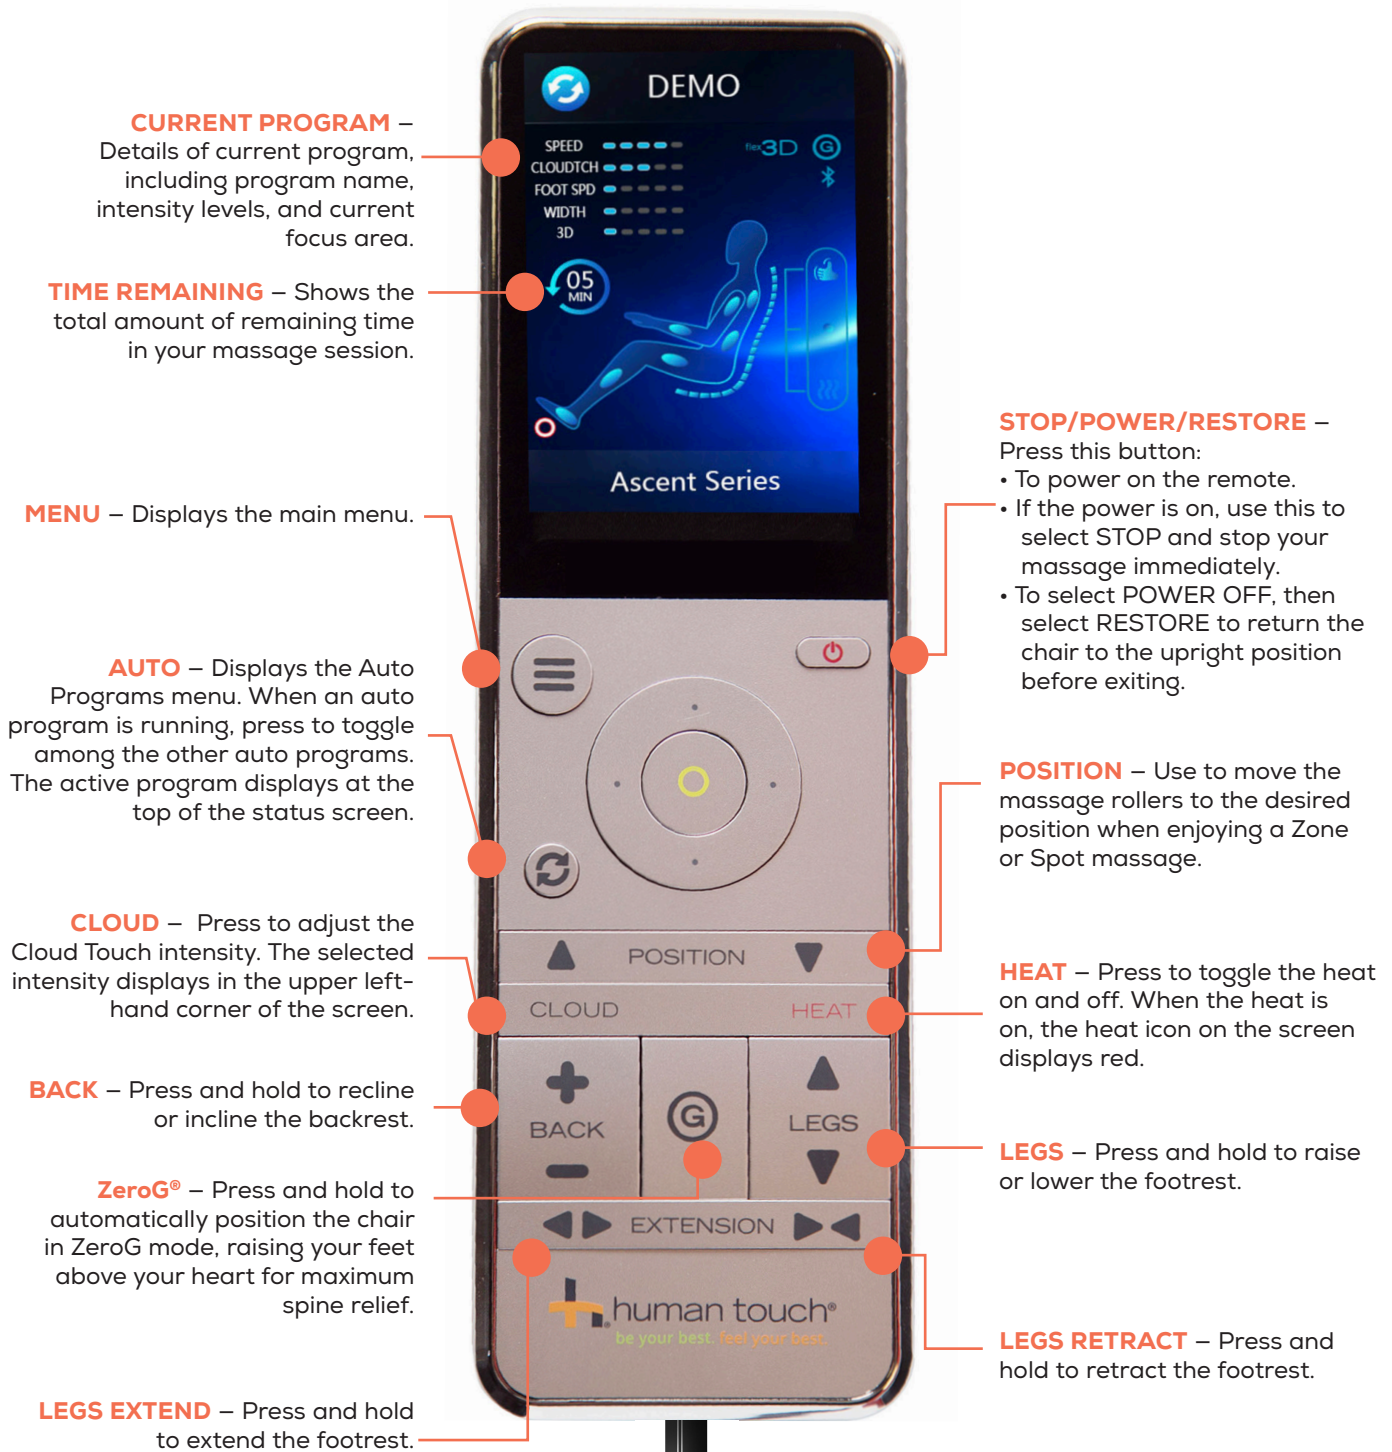 DEMO
SPEED
CLOUDTCH
FOOT SPD
WIDTH
3D
flex3D G
05
MIN
Ascent Series
CURRENT PROGRAM –
Details of current program,
including program name,
intensity levels, and current
focus area.
TIME REMAINING – Shows the
total amount of remaining time
in your massage session.
MENU – Displays the main menu.
AUTO – Displays the Auto
Programs menu. When an auto
program is running, press to toggle
among the other auto programs.
The active program displays at the
top of the status screen.
CLOUD – Press to adjust the
Cloud Touch intensity. The selected
intensity displays in the upper left-
hand corner of the screen.
BACK – Press and hold to recline
or incline the backrest.
ZeroG® – Press and hold to
automatically position the chair
in ZeroG mode, raising your feet
above your heart for maximum
spine relief.
LEGS EXTEND – Press and hold
to extend the footrest.
POSITION
CLOUD HEAT
BACK G LEGS
EXTENSION
human touch®
be your best. feel your best.
STOP/POWER/RESTORE –
Press this button:
• To power on the remote.
• If the power is on, use this to
select STOP and stop your
massage immediately.
• To select POWER OFF, then
select RESTORE to return the
chair to the upright position
before exiting.
POSITION – Use to move the
massage rollers to the desired
position when enjoying a Zone
or Spot massage.
HEAT – Press to toggle the heat
on and off. When the heat is
on, the heat icon on the screen
displays red.
LEGS – Press and hold to raise
or lower the footrest.
LEGS RETRACT – Press and
hold to retract the footrest.